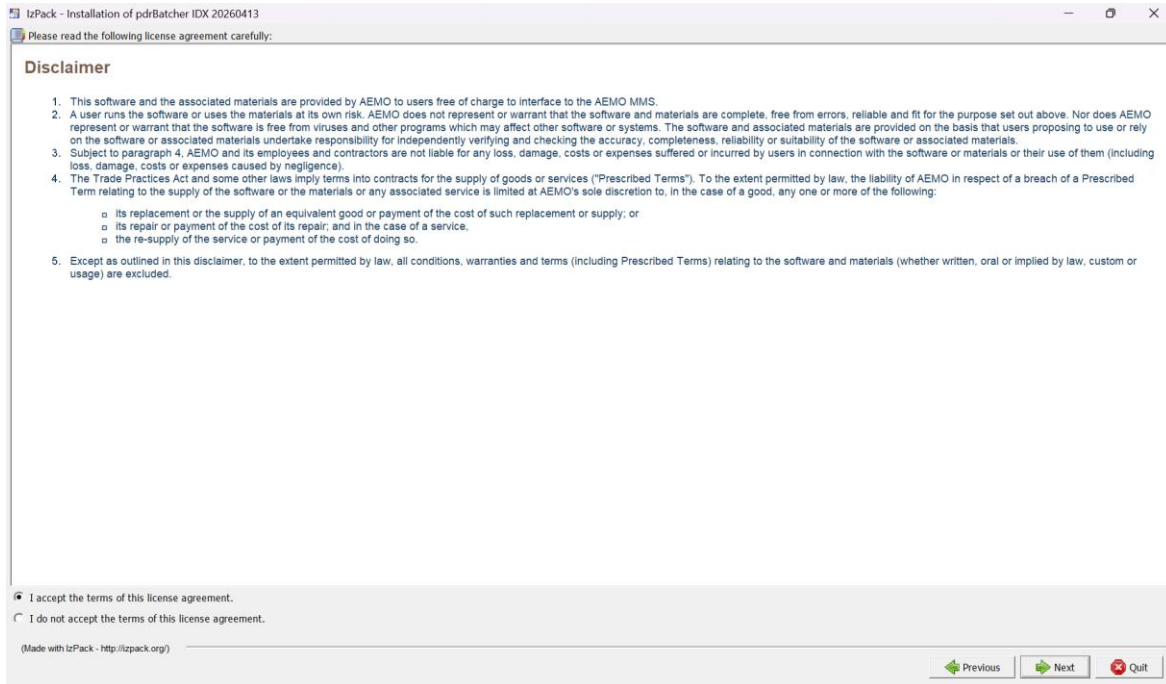 IzPack - Installation of pdrBatcher IDX 20260413
Please read the following license agreement carefully:
Disclaimer
1. This software and the associated materials are provided by AEMO to users free of charge to interface to the AEMO MMS.
2. A user runs the software or uses the materials at its own risk. AEMO does not represent or warrant that the software and materials are complete, free from errors, reliable and fit for the purpose set out above. Nor does AEMO
represent or warrant that the software is free from viruses and other programs which may affect other software or systems. The software and associated materials are provided on the basis that users proposing to use or rely
on the software or associated materials undertake responsibility for independently verifying and checking the accuracy, completeness, reliability or suitability of the software or associated materials.
3. Subject to paragraph 4, AEMO and its employees and contractors are not liable for any loss, damage, costs or expenses suffered or incurred by users in connection with the software or materials or their use of them (including
loss, damage, costs or expenses caused by negligence).
4. The Trade Practices Act and some other laws imply terms into contracts for the supply of goods or services ("Prescribed Terms"). To the extent permitted by law, the liability of AEMO in respect of a breach of a Prescribed
Term relating to the supply of the software or the materials or any associated service is limited at AEMO's sole discretion to, in the case of a good, any one or more of the following:
its replacement or the supply of an equivalent good or payment of the cost of such replacement or supply; or
its repair or payment of the cost of its repair; and in the case of a service,
the re-supply of the service or payment of the cost of doing so.
5. Except as outlined in this disclaimer, to the extent permitted by law, all conditions, warranties and terms (including Prescribed Terms) relating to the software and materials (whether written, oral or implied by law, custom or
usage) are excluded.
I accept the terms of this license agreement.
I do not accept the terms of this license agreement.
(Made with IzPack - http://izpack.org/)
Previous Next Quit